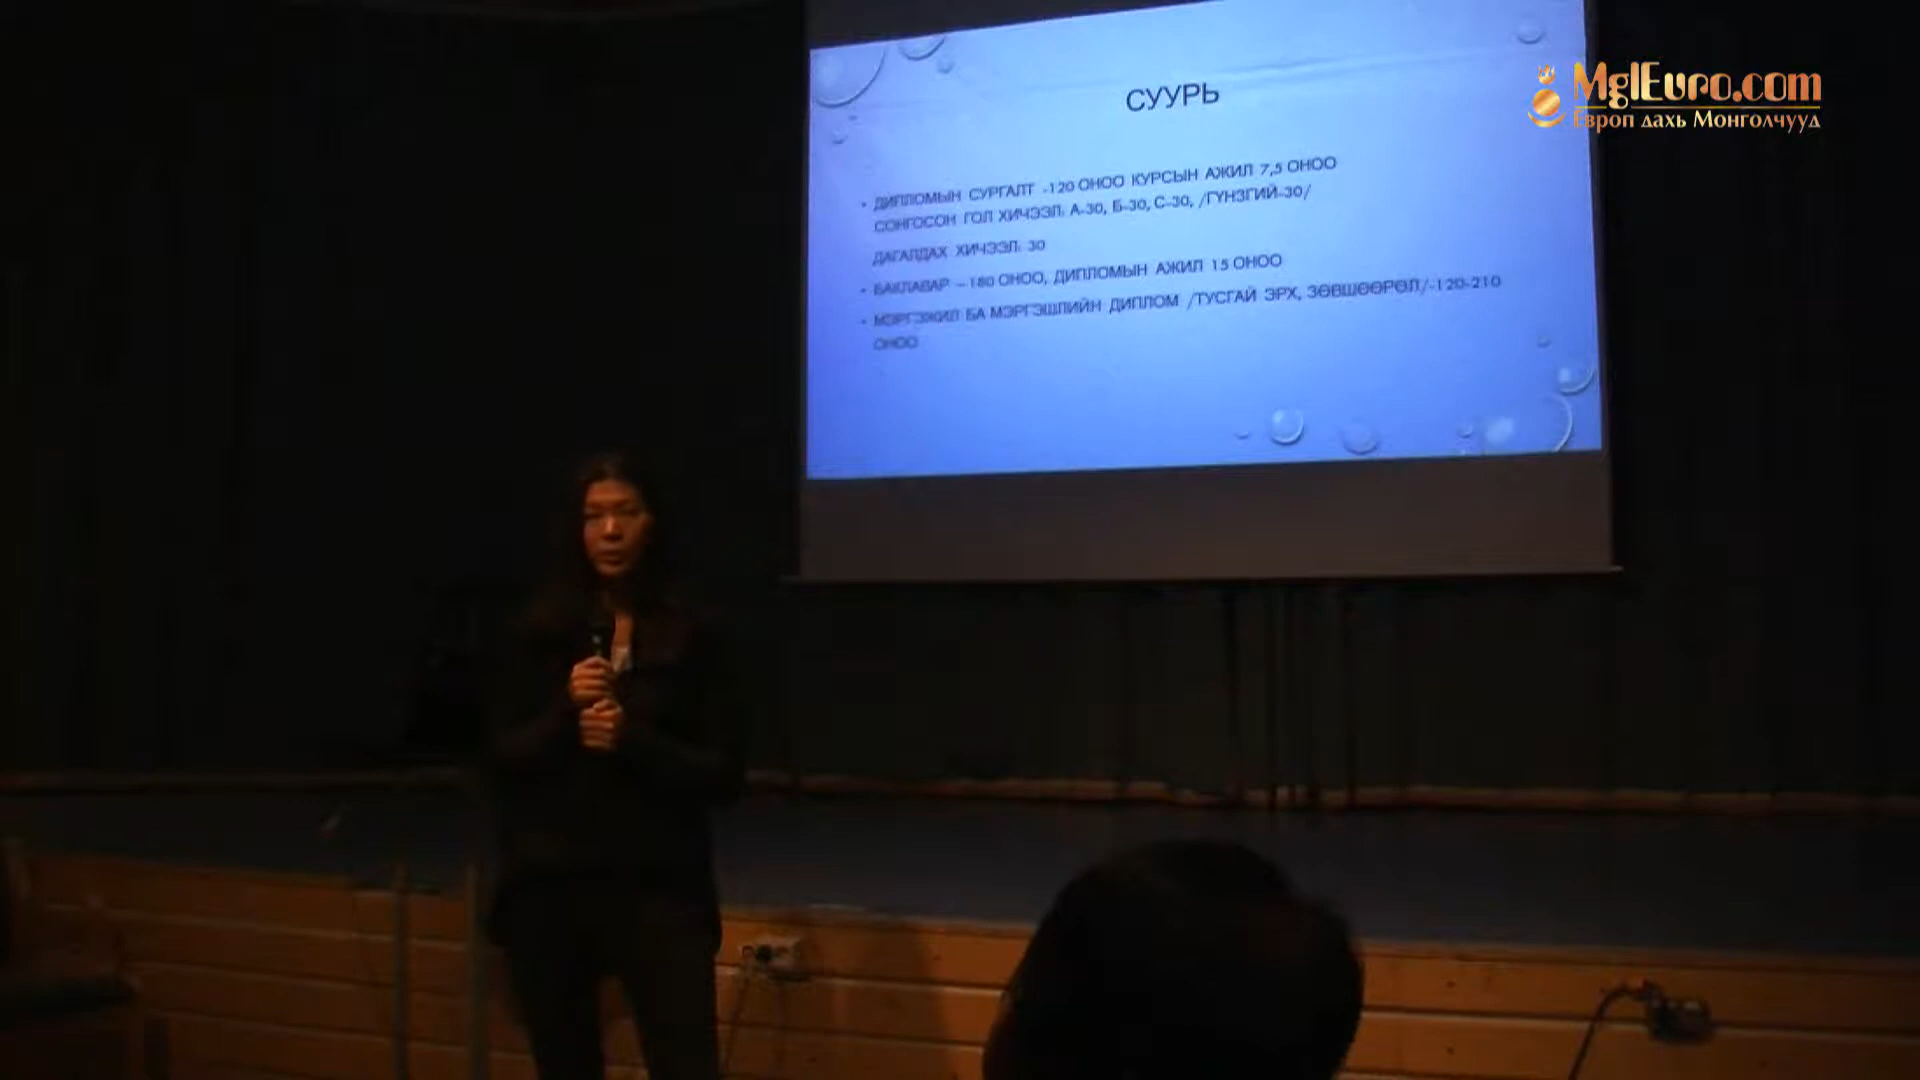 MglEuro.com
Европ дахь Монголчууд
СУУРЬ
• ДИПЛОМЫН СУРГАЛТ -120 ОНОО КУРСЫН АЖИЛ 7,5 ОНОО
СОНГОСОН ГОЛ ХИЧЭЭЛ: А-30, Б-30, С-30, /ГҮНЗГИЙ-30/
ДАГАЛДАХ ХИЧЭЭЛ: 30
• БАКЛАВАР – 180 ОНОО, ДИПЛОМЫН АЖИЛ 15 ОНОО
• МЭРГЭЖИЛ БА МЭРГЭШЛИЙН ДИПЛОМ /ТУСГАЙ ЭРХ, ЗӨВШӨӨРӨЛ/-120-210
ОНОО